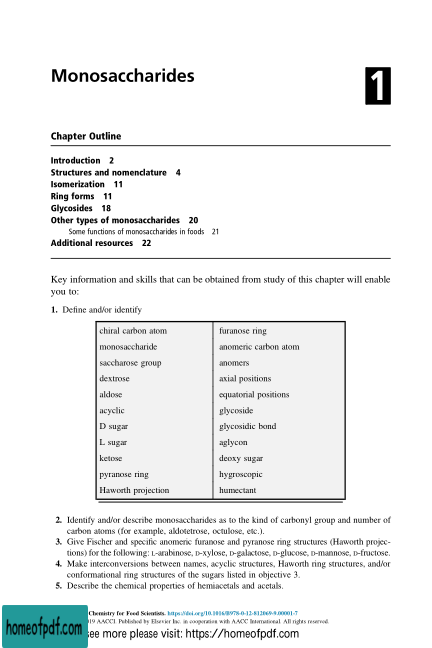 Monosaccharides
1
Chapter Outline
Introduction 2
Structures and nomenclature 4
Isomerization 11
Ring forms 11
Glycosides 18
Other types of monosaccharides 20
Some functions of monosaccharides in foods 21
Additional resources 22
Key information and skills that can be obtained from study of this chapter will enable
you to:
1. Define and/or identify
chiral carbon atom furanose ring
monosaccharide anomeric carbon atom
saccharose group anomers
dextrose axial positions
aldose equatorial positions
acyclic glycoside
D sugar glycosidic bond
L sugar aglycon
ketose deoxy sugar
pyranose ring hygroscopic
Haworth projection humectant
2. Identify and/or describe monosaccharides as to the kind of carbonyl group and number of
carbon atoms (for example, aldotetrose, octulose, etc.).
3. Give Fischer and specific anomeric furanose and pyranose ring structures (Haworth projec-
tions) for the following: L-arabinose, D-xylose, D-galactose, D-glucose, D-mannose, D-fructose.
4. Make interconversions between names, acyclic structures, Haworth ring structures, and/or
conformational ring structures of the sugars listed in objective 3.
5. Describe the chemical properties of hemiacetals and acetals.
Chemistry for Food Scientists. https://doi.org/10.1016/B978-0-12-812069-9.00001-7
19 AACCI. Published by Elsevier Inc. in cooperation with AACC International. All rights reserved.
homeofpdf.com
ee more please visit: https://homeofpdf.com